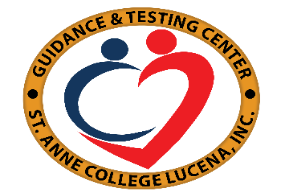 GUIDANCE & TESTING CENTER
ST. ANNE COLLEGE LUCENA, INC.